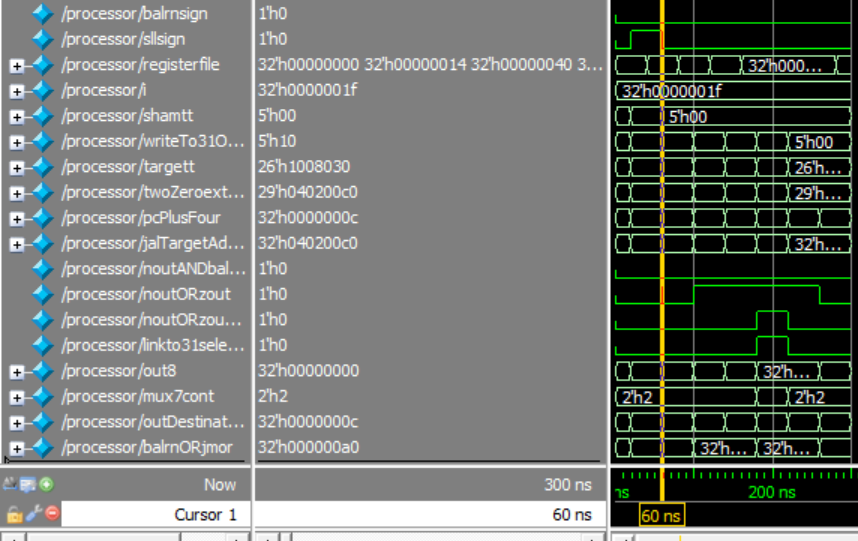 /processor/balrnsign 1'h0
/processor/sllsign 1'h0
/processor/registerfile 32'h00000000 32'h00000014 32'h00000040 3... 32'h000...
/processor/i 32'h0000001f 32'h0000001f
/processor/shamtt 5'h00 5'h00
/processor/writeTo31O... 5'h10 5'h00
/processor/targett 26'h1008030 26'h...
/processor/twoZeroext... 29'h040200c0 29'h...
/processor/pcPlusFour 32'h0000000c
/processor/jalTargetAd... 32'h040200c0 32'h...
/processor/noutANDbal... 1'h0
/processor/noutORzout 1'h0
/processor/noutORzou... 1'h0
/processor/linkto31sele... 1'h0
/processor/out8 32'h00000000 32'h...
/processor/mux7cont 2'h2 2'h2 2'h2
/processor/outDestinat... 32'h0000000c
/processor/balrnORjmor 32'h000000a0 32'h... 32'h...
Now 300 ns ns 200 ns
Cursor 1 60 ns 60 ns